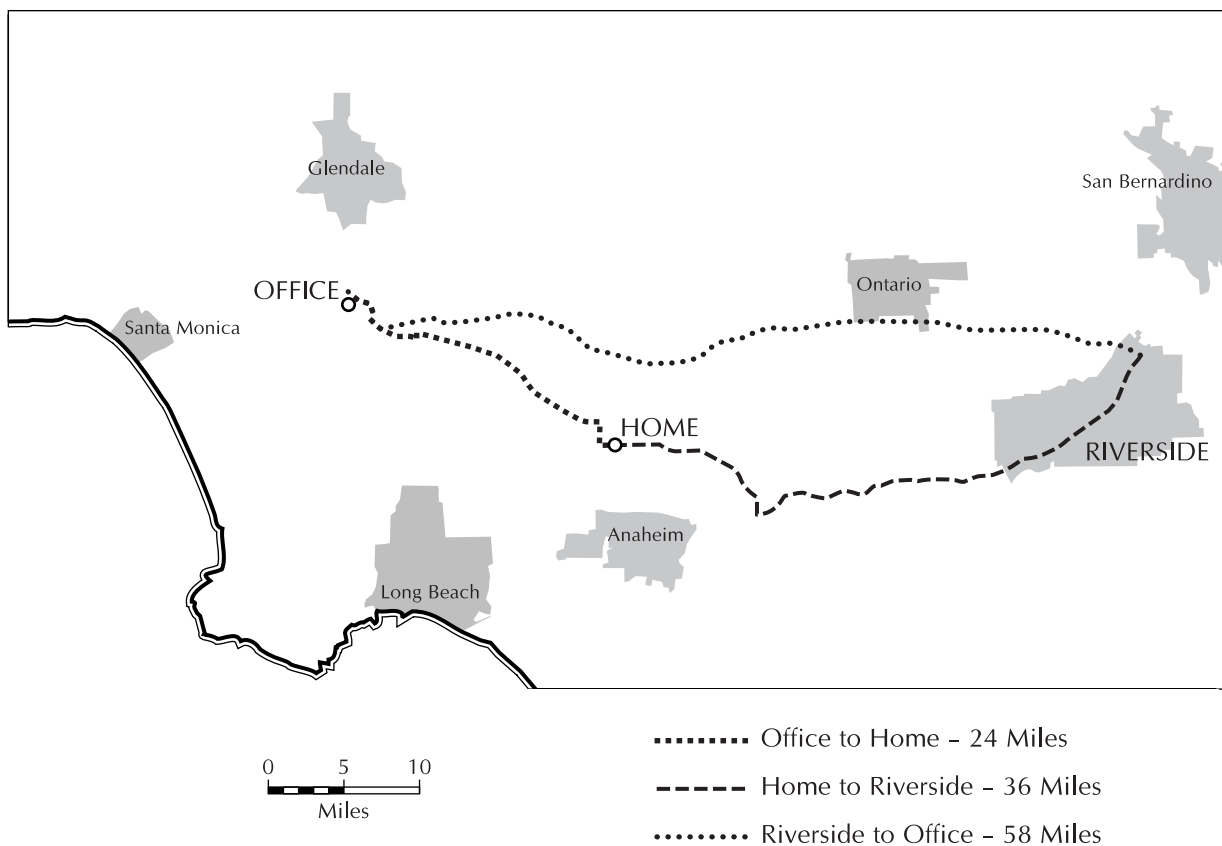 Glendale
San Bernardino
OFFICE
Ontario
Santa Monica
HOME
RIVERSIDE
Anaheim
Long Beach
0 5 10
Miles
Office to Home – 24 Miles
Home to Riverside – 36 Miles
Riverside to Office – 58 Miles